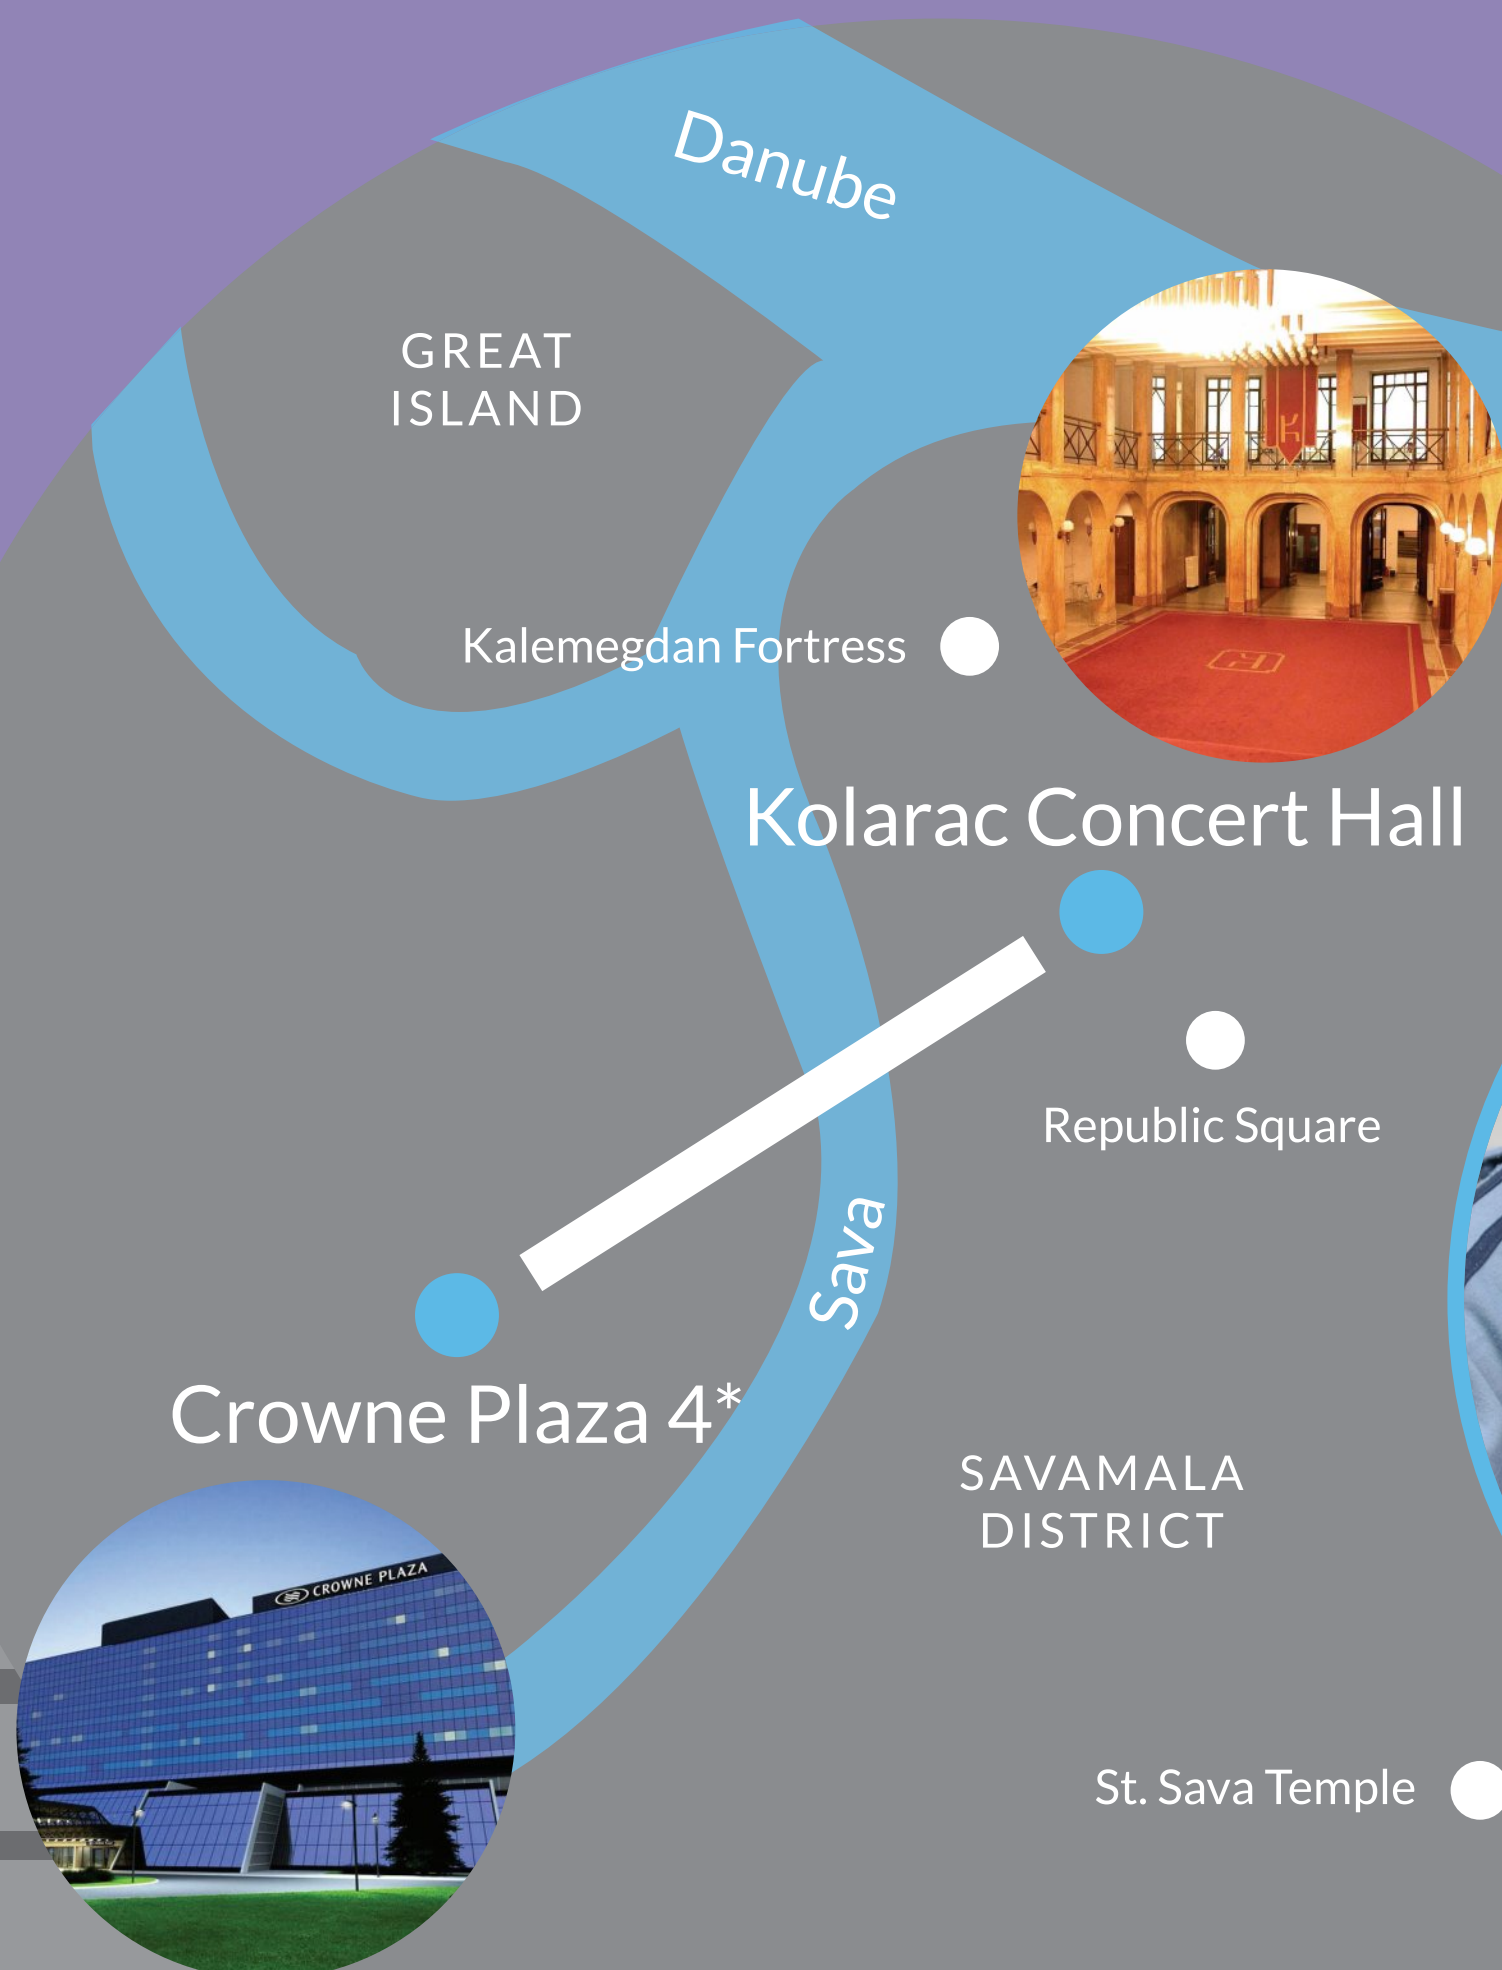 Danube
GREAT
ISLAND
K
Kalemegdan Fortress
Kolarac Concert Hall
Republic Square
Sava
Crowne Plaza 4*
SAVAMALA
DISTRICT
CROWNE PLAZA
St. Sava Temple